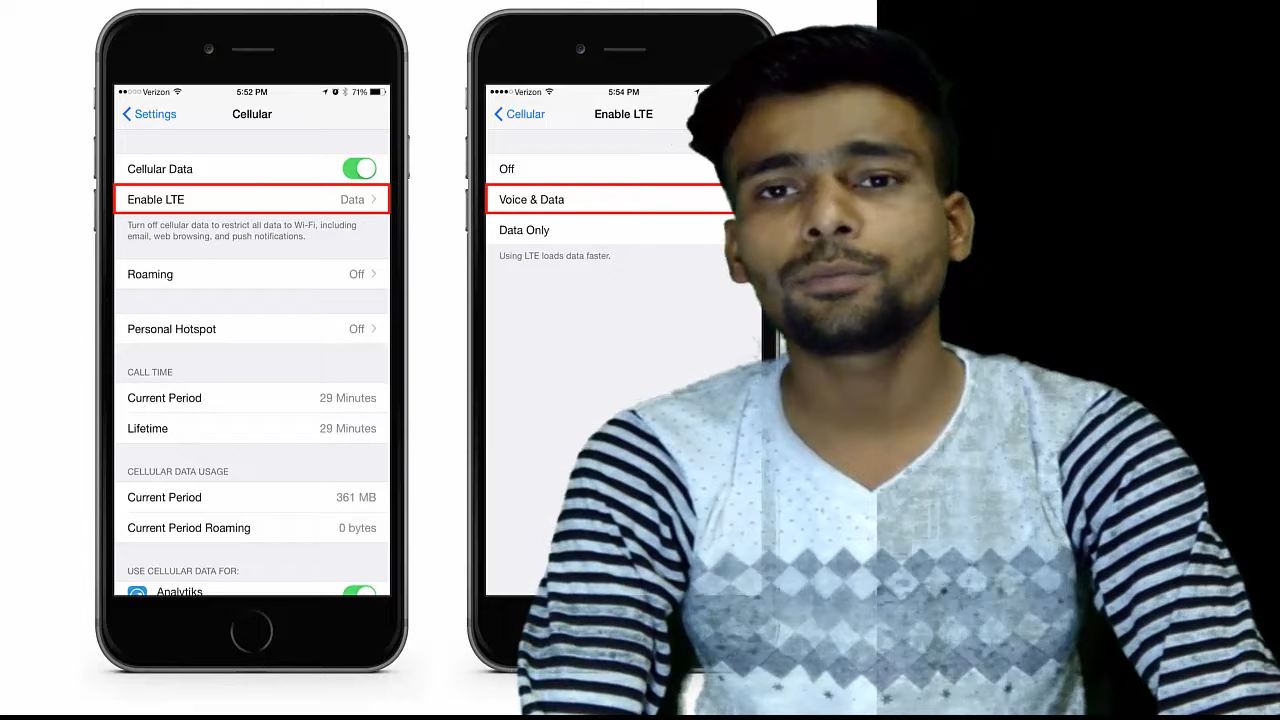 Verizon 5:52 PM 71%
Settings Cellular
Cellular Data
Enable LTE Data
Turn off cellular data to restrict all data to Wi-Fi, including
email, web browsing, and push notifications.
Roaming Off
Personal Hotspot Off
CALL TIME
Current Period 29 Minutes
Lifetime 29 Minutes
CELLULAR DATA USAGE
Current Period 361 MB
Current Period Roaming 0 bytes
USE CELLULAR DATA FOR:
Analytiks
Verizon 5:54 PM
Cellular Enable LTE
Off
Voice & Data
Data Only
Using LTE loads data faster.